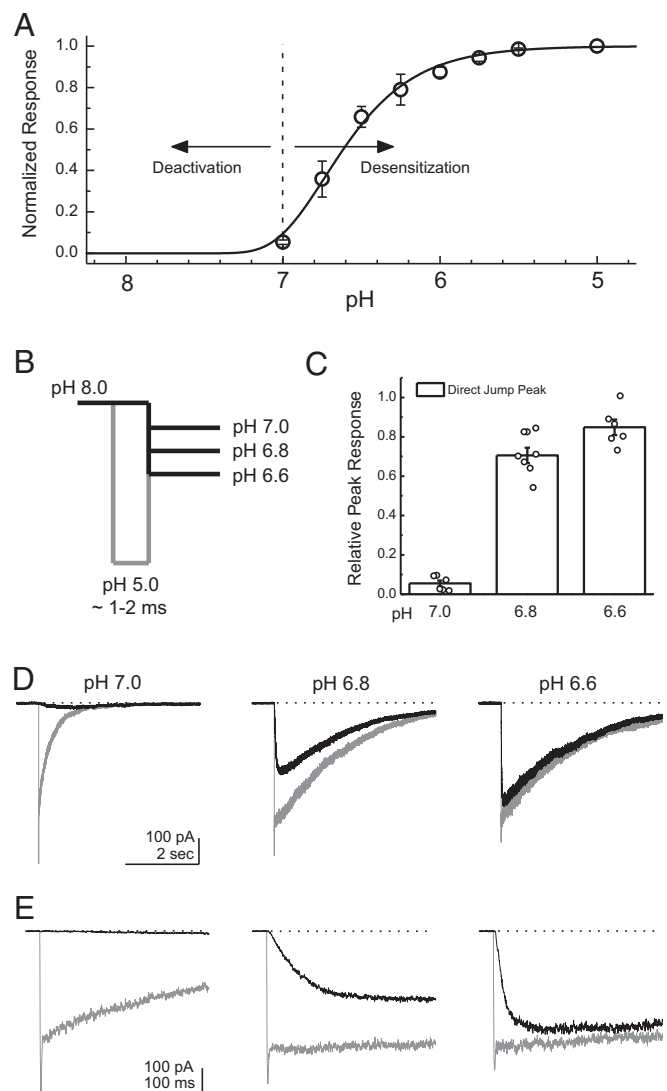 A
Normalized Response
1.0
0.8
0.6
0.4
0.2
0.0
Deactivation
Desensitization
8
7
6
5
pH
B
pH 8.0
pH 7.0
pH 6.8
pH 6.6
pH 5.0
~ 1-2 ms
C
Relative Peak Response
1.0
0.8
0.6
0.4
0.2
0.0
Direct Jump Peak
pH
7.0
6.8
6.6
D
pH 7.0
pH 6.8
pH 6.6
100 pA
2 sec
E
100 pA
100 ms